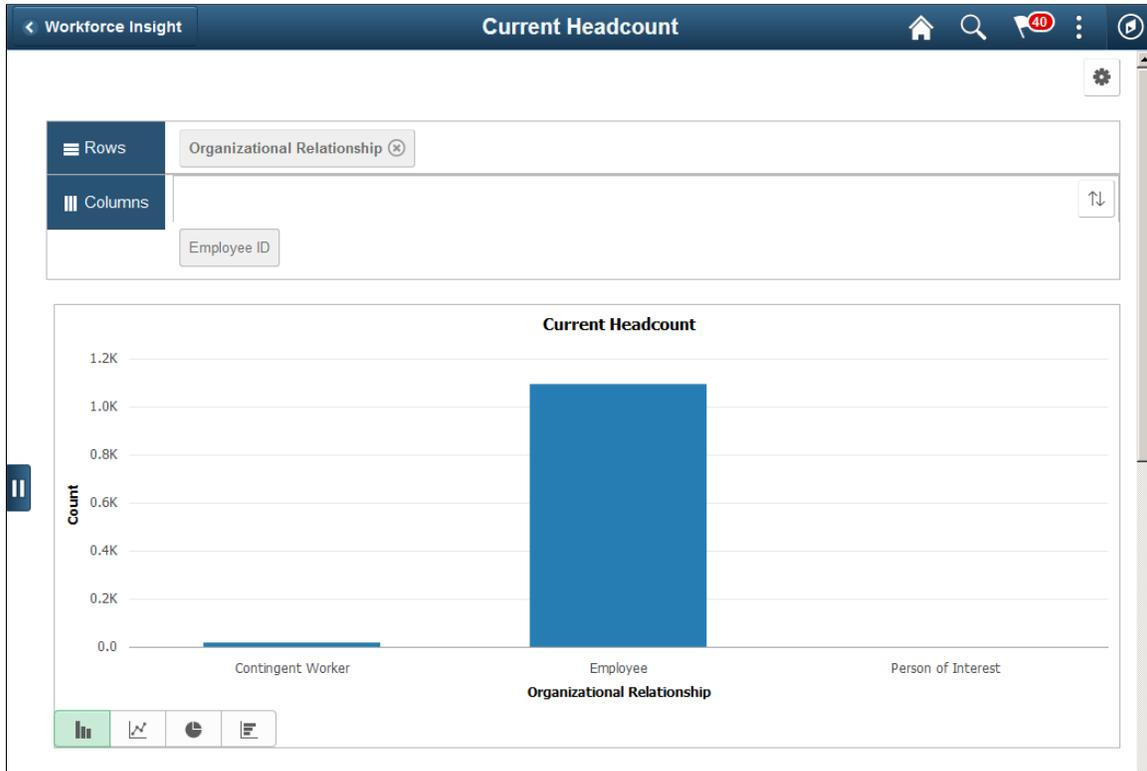 Workforce Insight
Current Headcount
40
Rows
Organizational Relationship
Columns
Employee ID
Current Headcount
1.2K
1.0K
0.8K
0.6K
0.4K
0.2K
0.0
Count
Contingent Worker
Employee
Person of Interest
Organizational Relationship